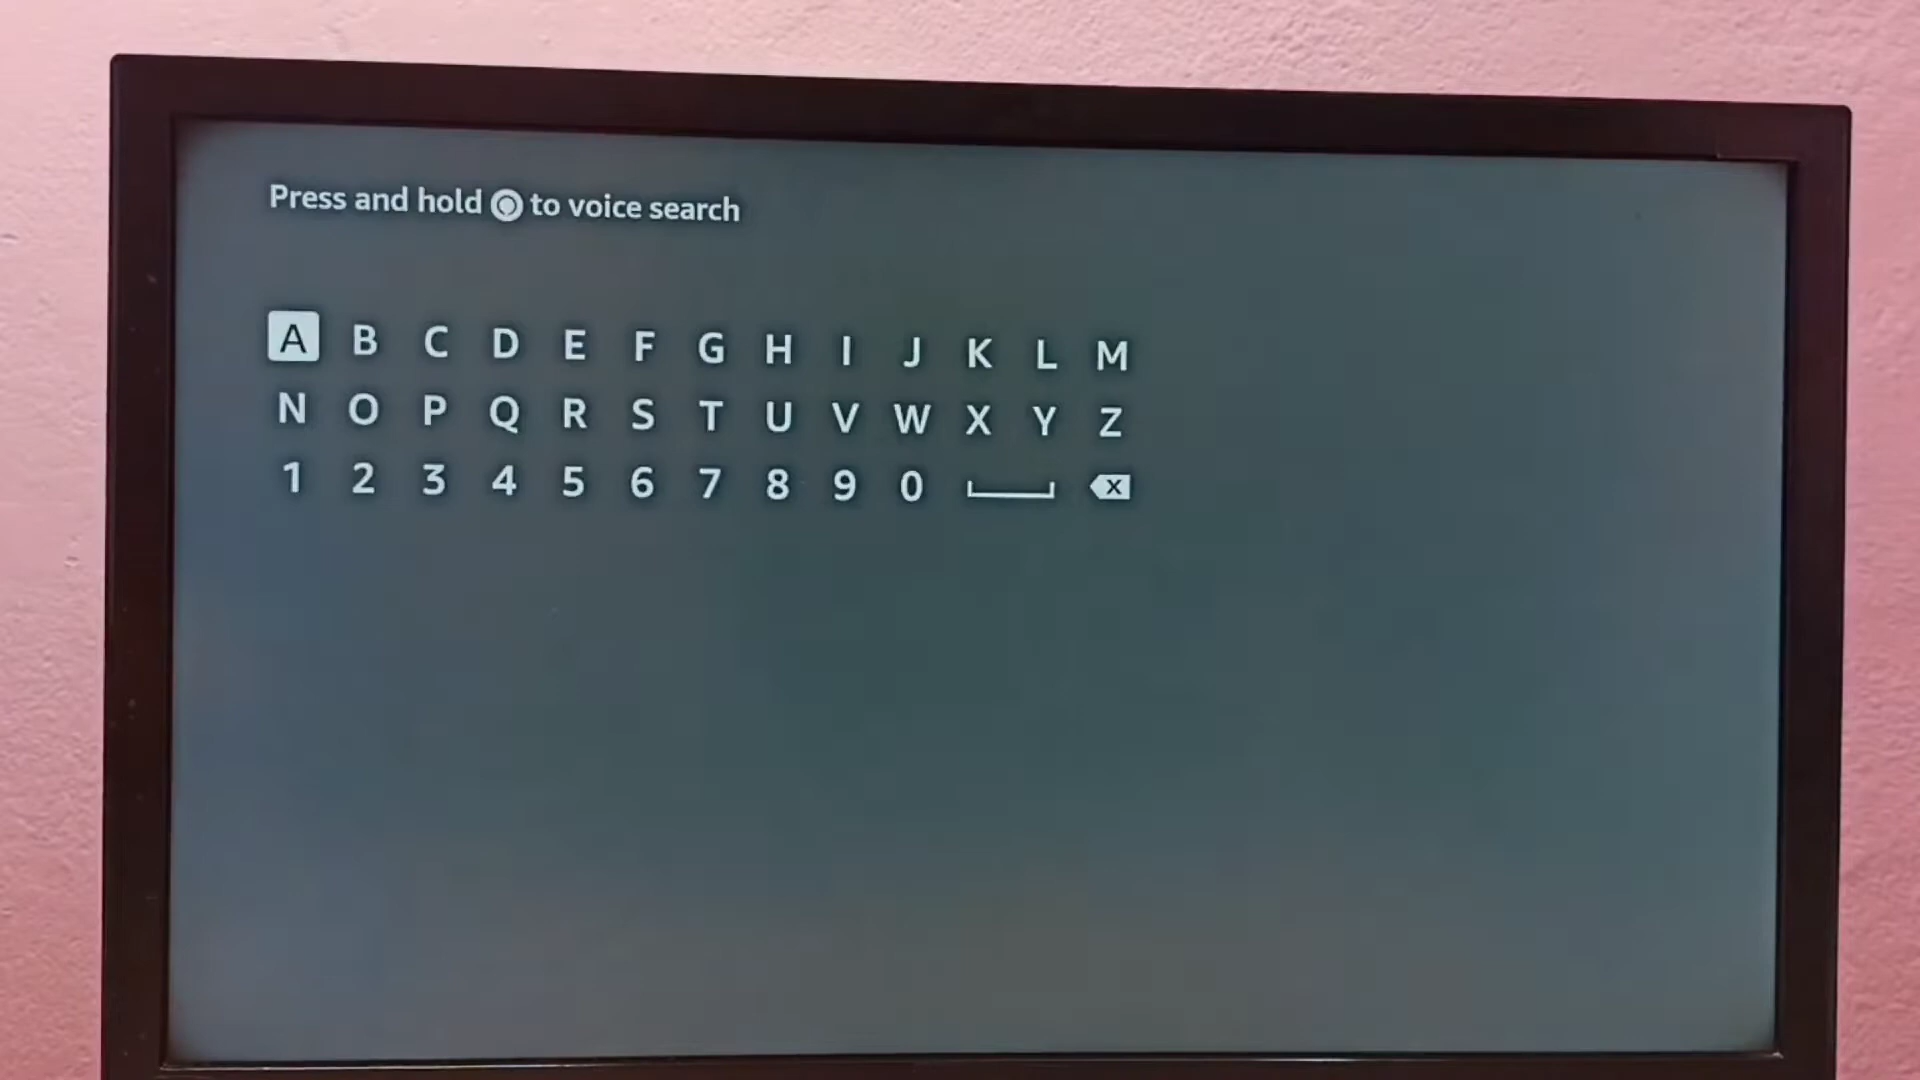 Press and hold to voice search
A B C D E F G H I J K L M
N O P Q R S T U V W X Y Z
1 2 3 4 5 6 7 8 9 0